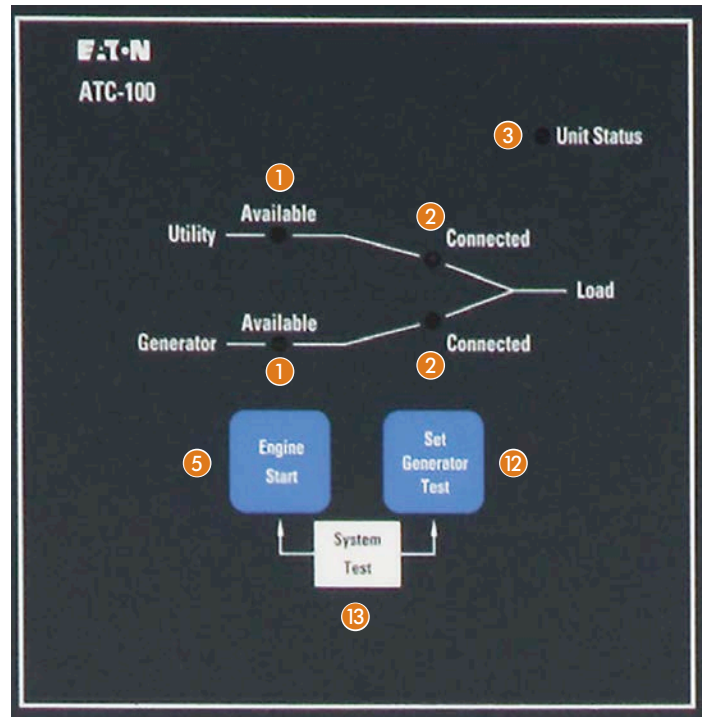 EATON
ATC-100
3 Unit Status
1
Available
2
Utility
Connected
Load
Available
Generator
Connected
1
2
5
Engine
Start
Set
Generator
Test
12
System
Test
13